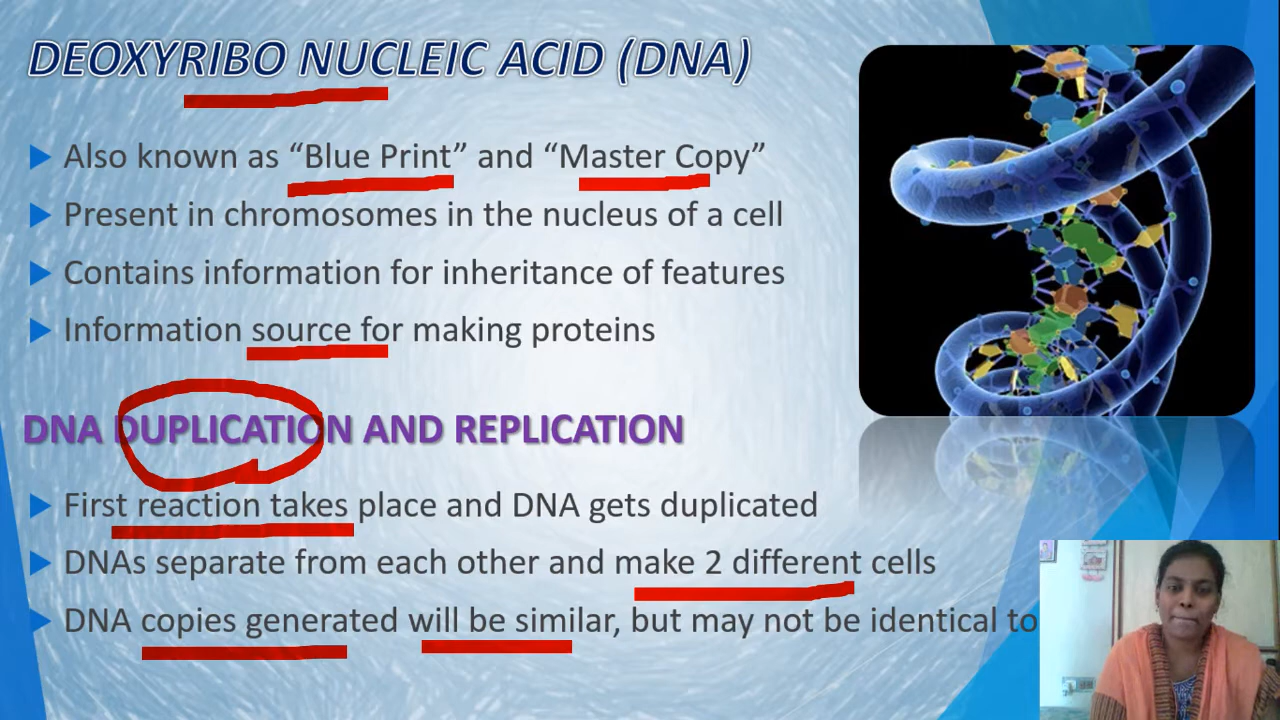 DEOXYRIBO NUCLEIC ACID (DNA)
Also known as “Blue Print” and “Master Copy”
Present in chromosomes in the nucleus of a cell
Contains information for inheritance of features
Information source for making proteins
DNA DUPLICATION AND REPLICATION
First reaction takes place and DNA gets duplicated
DNAs separate from each other and make 2 different cells
DNA copies generated will be similar, but may not be identical to